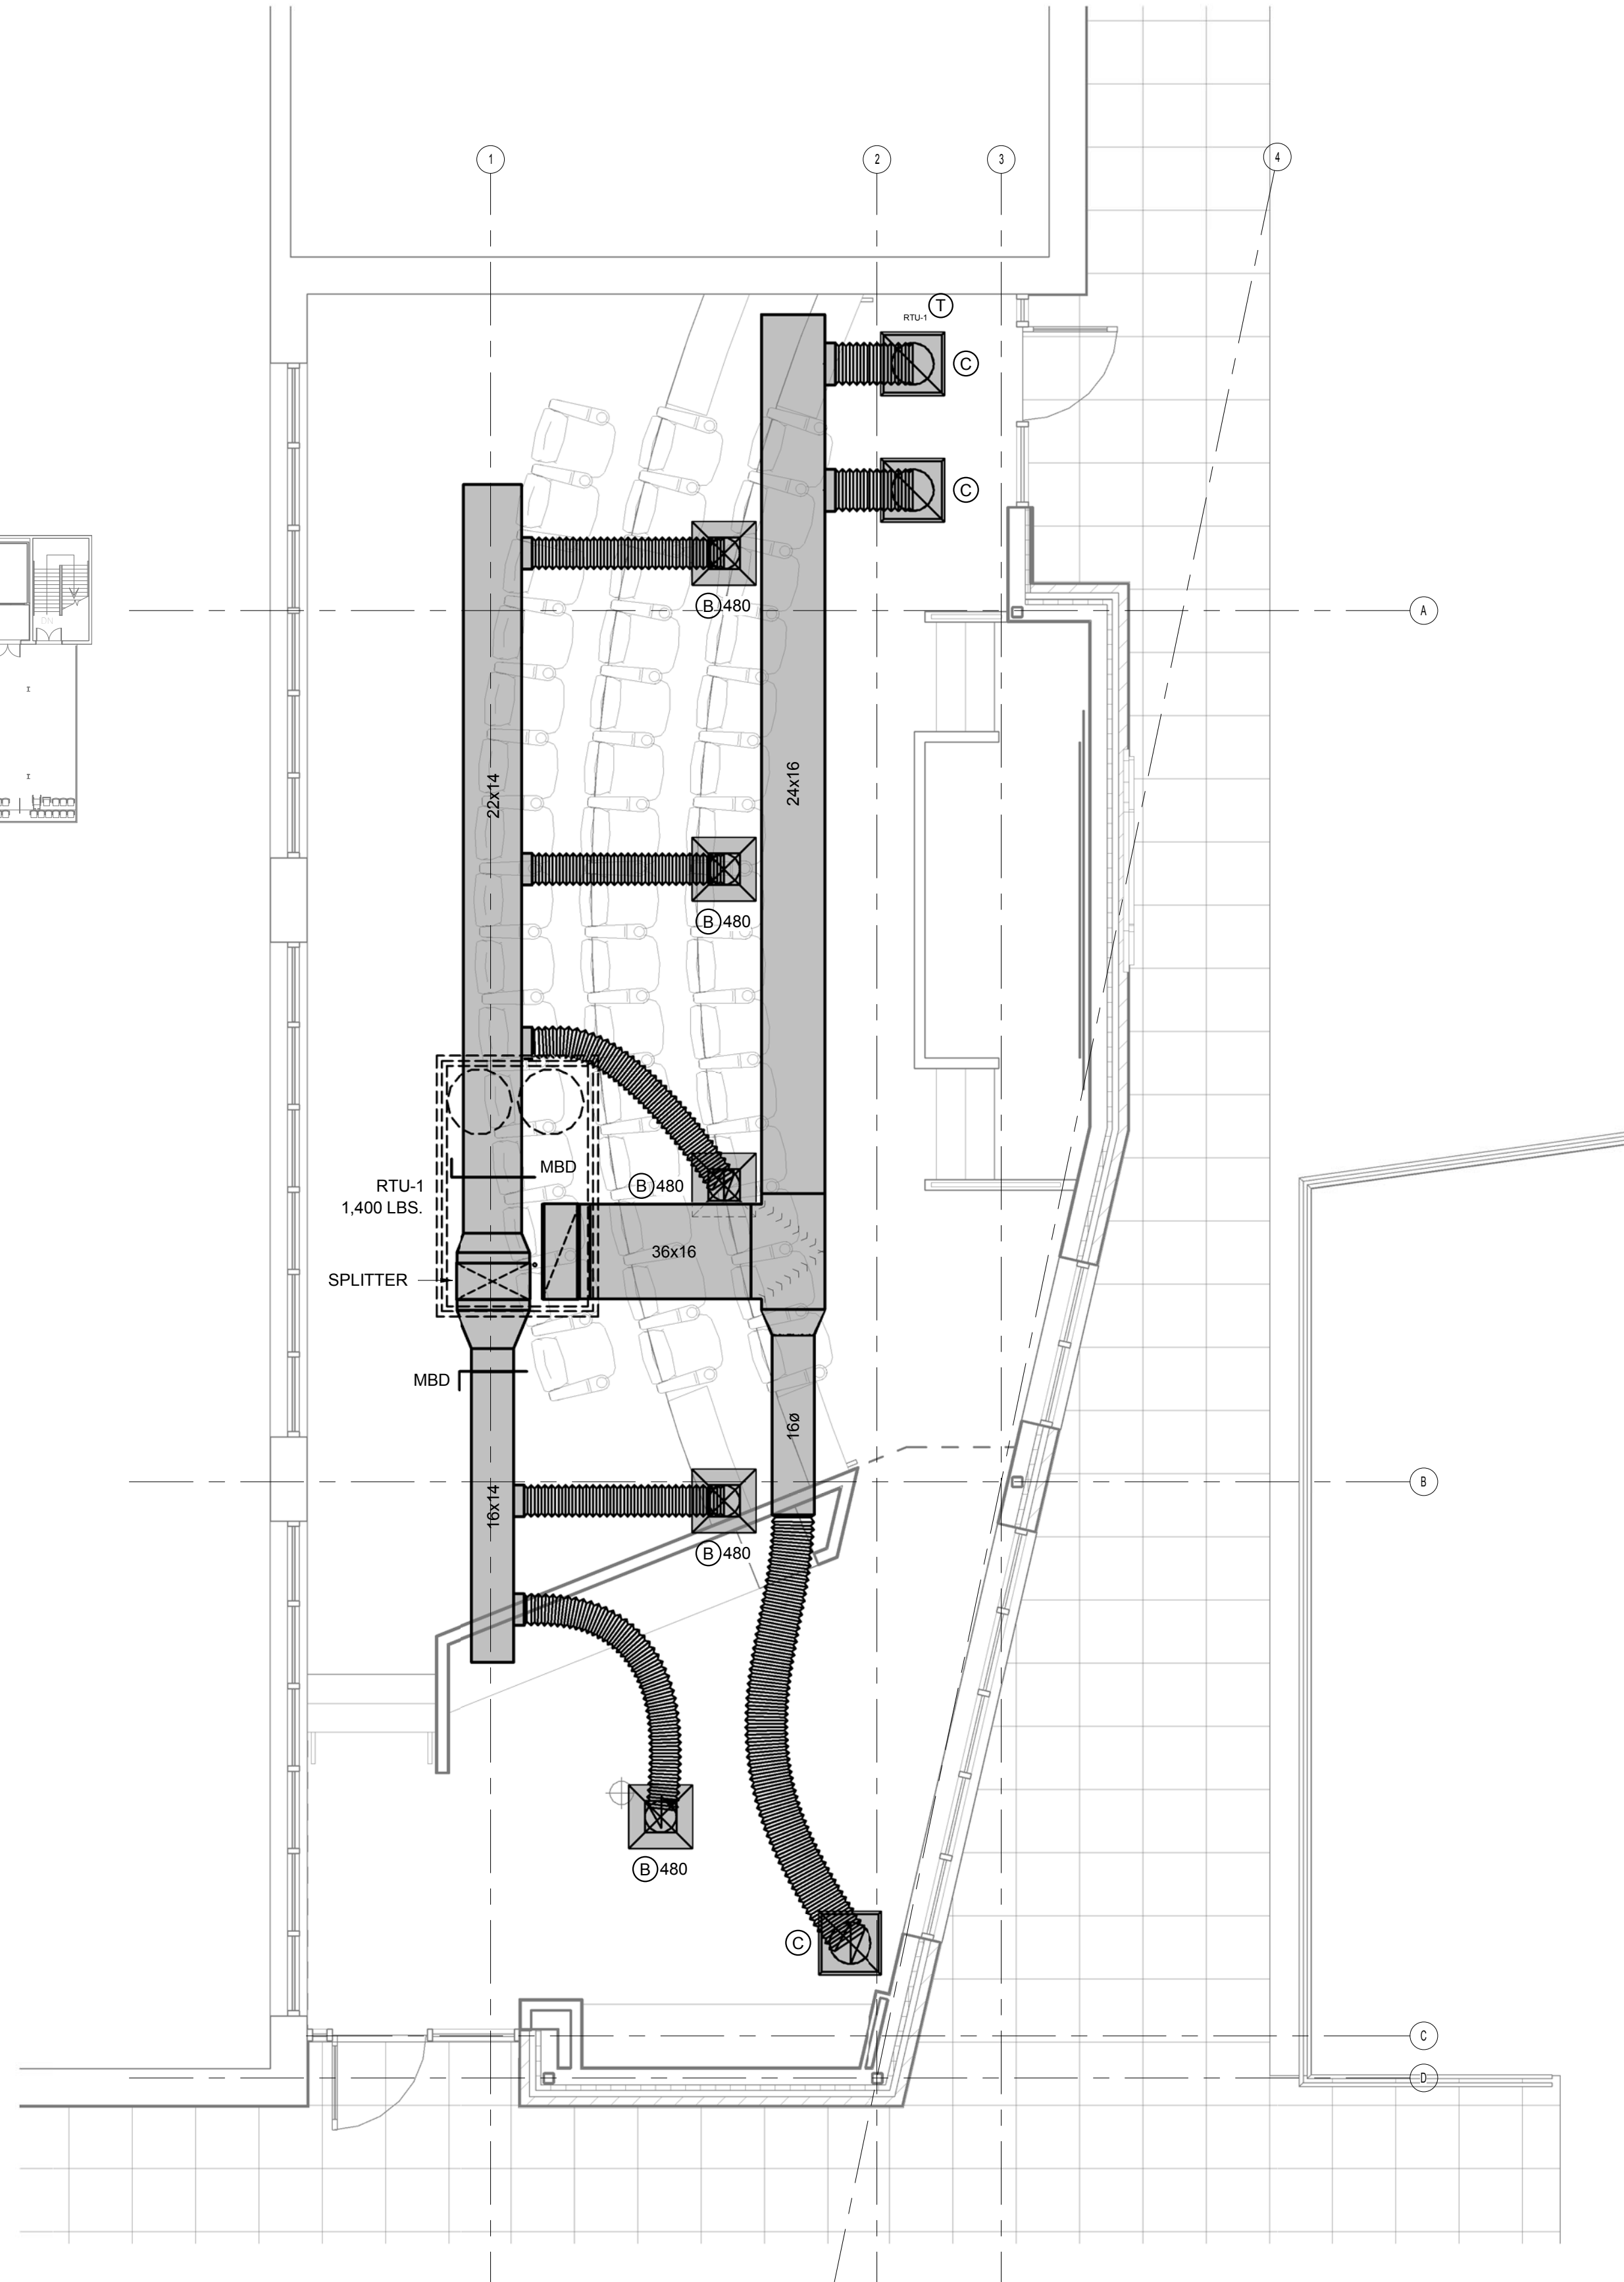 1
2
3
4
T
RTU-1
C
C
B 480
A
DN
I
I
22x14
24x16
B 480
MBD
B 480
RTU-1
1,400 LBS.
36x16
SPLITTER
MBD
16ø
B
16x14
B 480
B 480
C
C
D